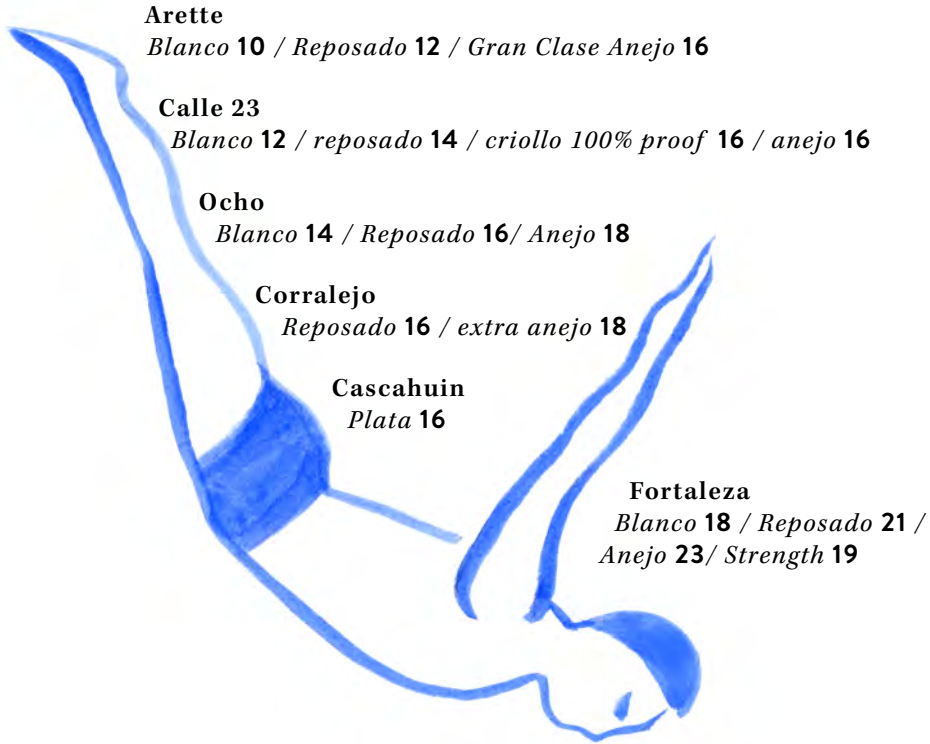 Arette
Blanco 10 / Reposado 12 / Gran Clase Anejo 16
Calle 23
Blanco 12 / reposado 14 / criollo 100% proof 16 / anejo 16
Ocho
Blanco 14 / Reposado 16/ Anejo 18
Corralejo
Reposado 16 / extra anejo 18
Cascahuin
Plata 16
Fortaleza
Blanco 18 / Reposado 21 /
Anejo 23/ Strength 19